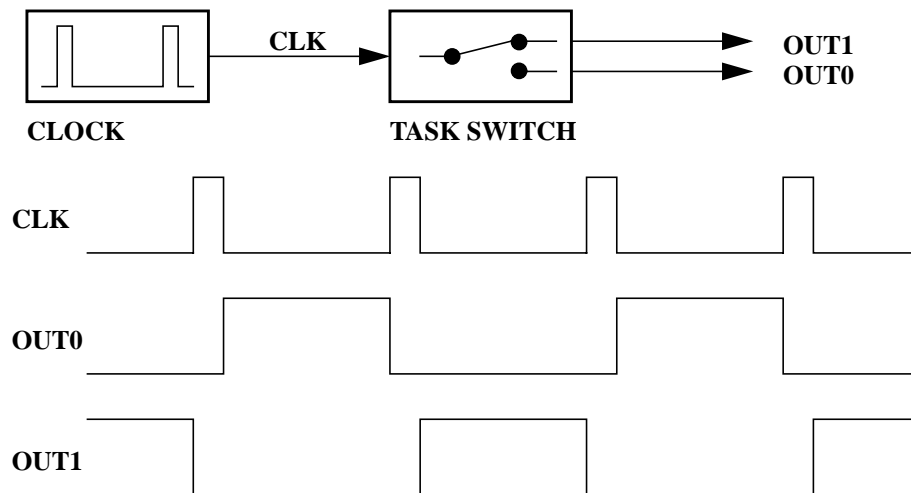 CLK
OUT1
OUT0
CLOCK
TASK SWITCH
CLK
OUT0
OUT1